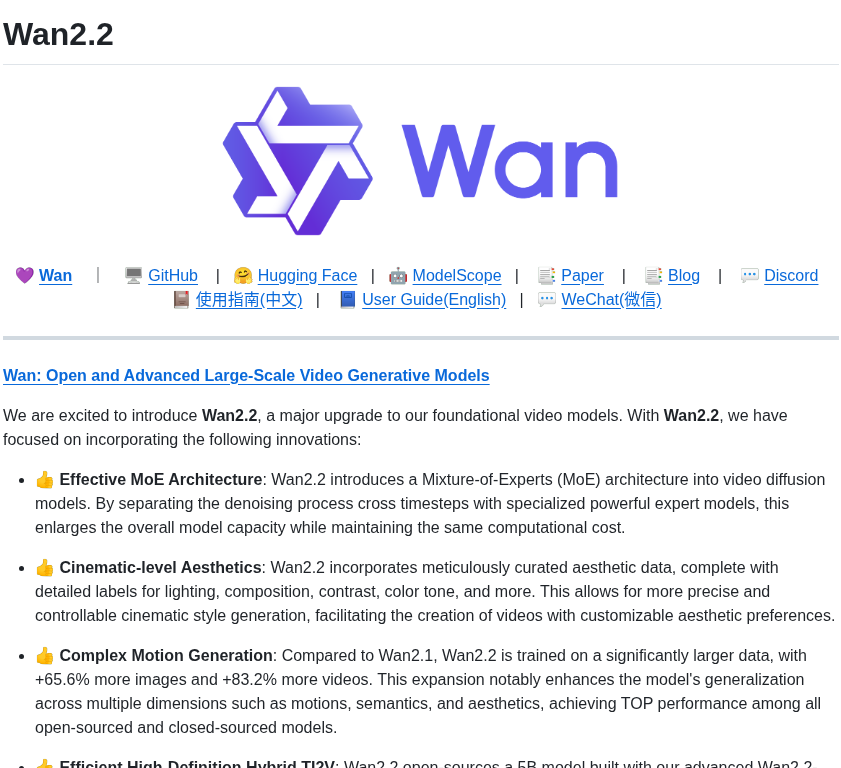 Wan2.2
Wan
💜 Wan | 🖥️ GitHub | 🤗 Hugging Face | 🤖 ModelScope | 📑 Paper | 📑 Blog | 💬 Discord
📕 使用指南(中文) | 📘 User Guide(English) | 💬 WeChat(微信)
Wan: Open and Advanced Large-Scale Video Generative Models
We are excited to introduce Wan2.2, a major upgrade to our foundational video models. With Wan2.2, we have
focused on incorporating the following innovations:
• 👍 Effective MoE Architecture: Wan2.2 introduces a Mixture-of-Experts (MoE) architecture into video diffusion
models. By separating the denoising process cross timesteps with specialized powerful expert models, this
enlarges the overall model capacity while maintaining the same computational cost.
• 👍 Cinematic-level Aesthetics: Wan2.2 incorporates meticulously curated aesthetic data, complete with
detailed labels for lighting, composition, contrast, color tone, and more. This allows for more precise and
controllable cinematic style generation, facilitating the creation of videos with customizable aesthetic preferences.
• 👍 Complex Motion Generation: Compared to Wan2.1, Wan2.2 is trained on a significantly larger data, with
+65.6% more images and +83.2% more videos. This expansion notably enhances the model's generalization
across multiple dimensions such as motions, semantics, and aesthetics, achieving TOP performance among all
open-sourced and closed-sourced models.
• 👍 Efficient High-Definition Hybrid TI2V: Wan2.2 open-sources a 5B model built with our advanced Wan2.2